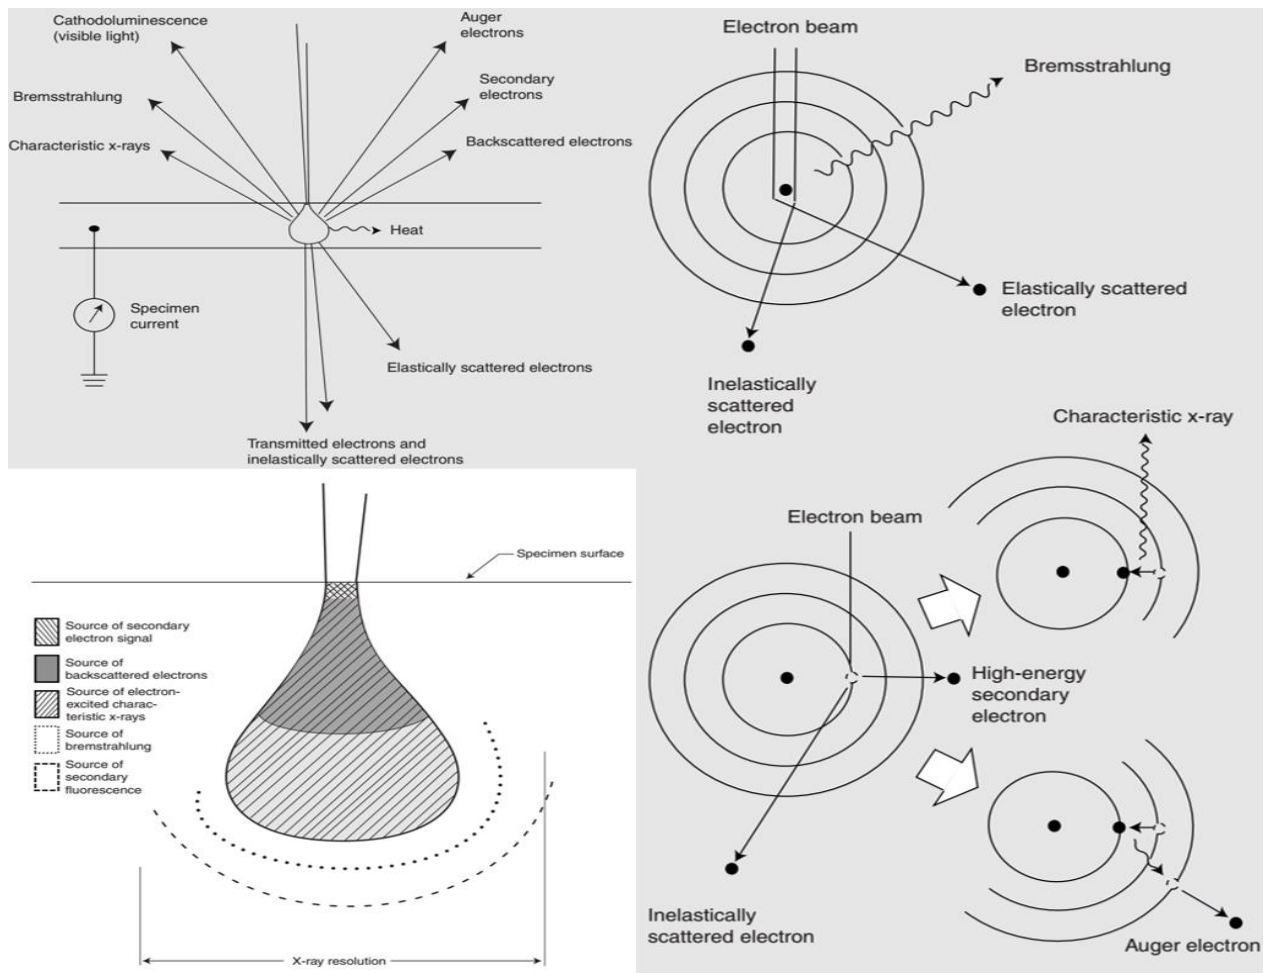 Cathodoluminescence
(visible light)
Auger
electrons
Bremsstrahlung
Secondary
electrons
Characteristic x-rays
Backscattered electrons
Heat
Specimen
current
Elastically scattered electrons
Transmitted electrons and
inelastically scattered electrons
Electron beam
Bremsstrahlung
Elastically scattered
electron
Inelastically
scattered
electron
Specimen surface
Source of secondary
electron signal
Source of
backscattered electrons
Source of electron-
excited charac-
teristic x-rays
Source of
bremstrahlung
Source of
secondary
fluorescence
X-ray resolution
Characteristic x-ray
Electron beam
High-energy
secondary
electron
Inelastically
scattered electron
Auger electron